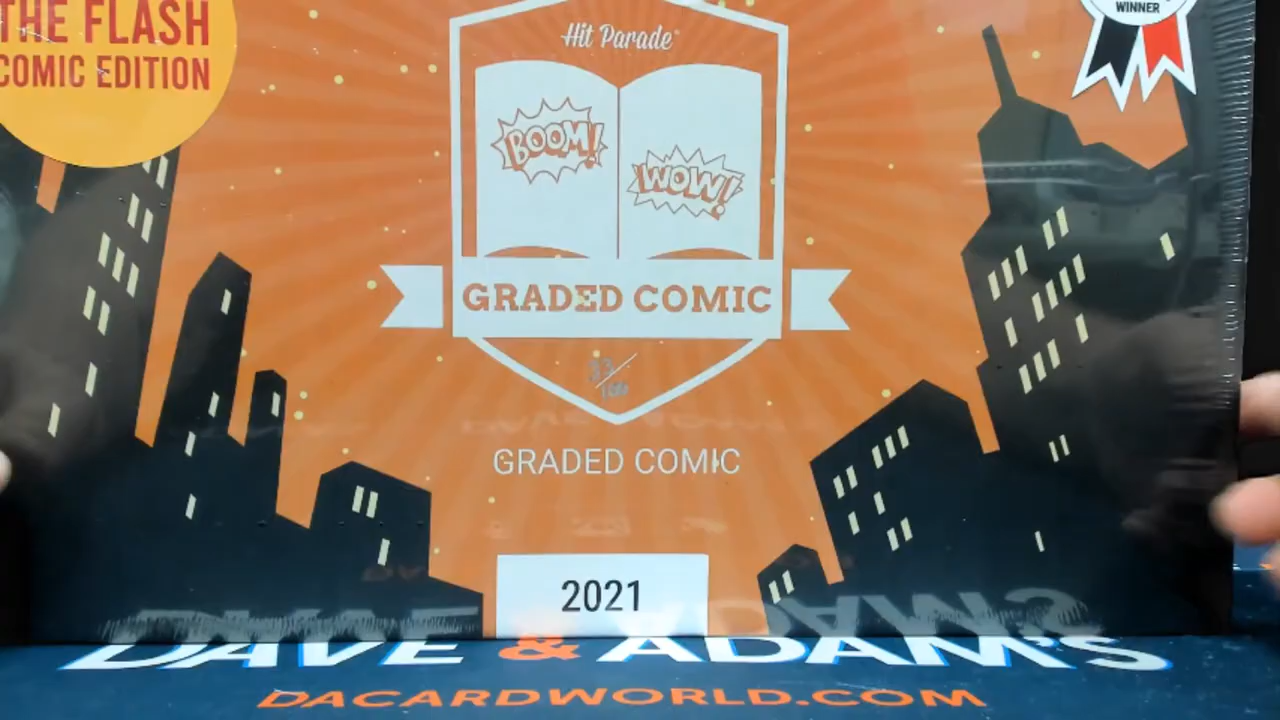 THE FLASH
COMIC EDITION
WINNER
Hit Parade
BOOM!
WOW!
GRADED COMIC
GRADED COMIC
2021
DAVE & ADAM'S
DACARDWORLD.COM